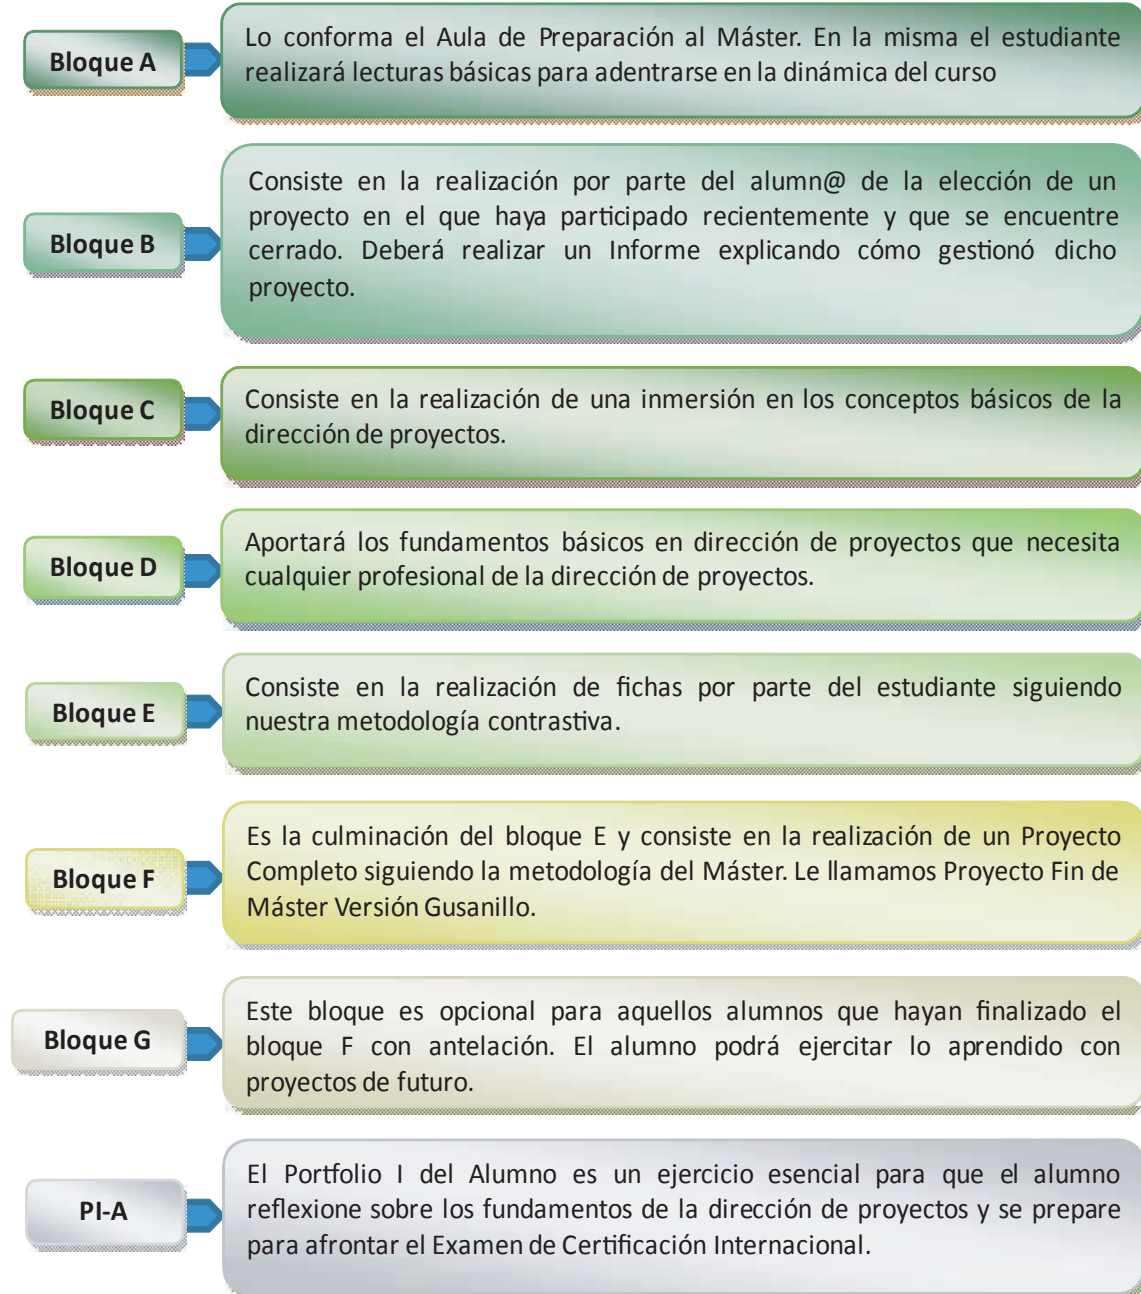 Bloque A
Lo conforma el Aula de Preparación al Máster. En la misma el estudiante
realizará lecturas básicas para adentrarse en la dinámica del curso
Bloque B
Consiste en la realización por parte del alumn@ de la elección de un
proyecto en el que haya participado recientemente y que se encuentre
cerrado. Deberá realizar un Informe explicando cómo gestionó dicho
proyecto.
Bloque C
Consiste en la realización de una inmersión en los conceptos básicos de la
dirección de proyectos.
Bloque D
Aportará los fundamentos básicos en dirección de proyectos que necesita
cualquier profesional de la dirección de proyectos.
Bloque E
Consiste en la realización de fichas por parte del estudiante siguiendo
nuestra metodología contrastiva.
Bloque F
Es la culminación del bloque E y consiste en la realización de un Proyecto
Completo siguiendo la metodología del Máster. Le llamamos Proyecto Fin de
Máster Versión Gusanillo.
Bloque G
Este bloque es opcional para aquellos alumnos que hayan finalizado el
bloque F con antelación. El alumno podrá ejercitar lo aprendido con
proyectos de futuro.
PI-A
El Portfolio I del Alumno es un ejercicio esencial para que el alumno
reflexione sobre los fundamentos de la dirección de proyectos y se prepare
para afrontar el Examen de Certificación Internacional.